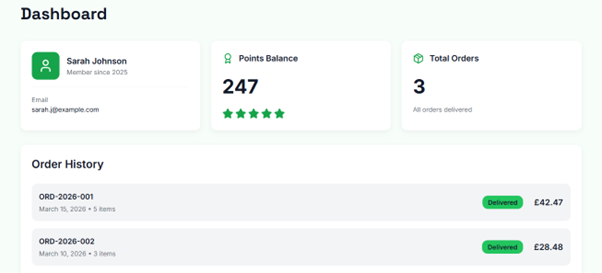 Dashboard
Sarah Johnson
Member since 2025
Email
sarah.j@example.com
Points Balance
247
Total Orders
3
All orders delivered
Order History
ORD-2026-001
March 15, 2026 • 5 items
Delivered
£42.47
ORD-2026-002
March 10, 2026 • 3 items
Delivered
£28.48